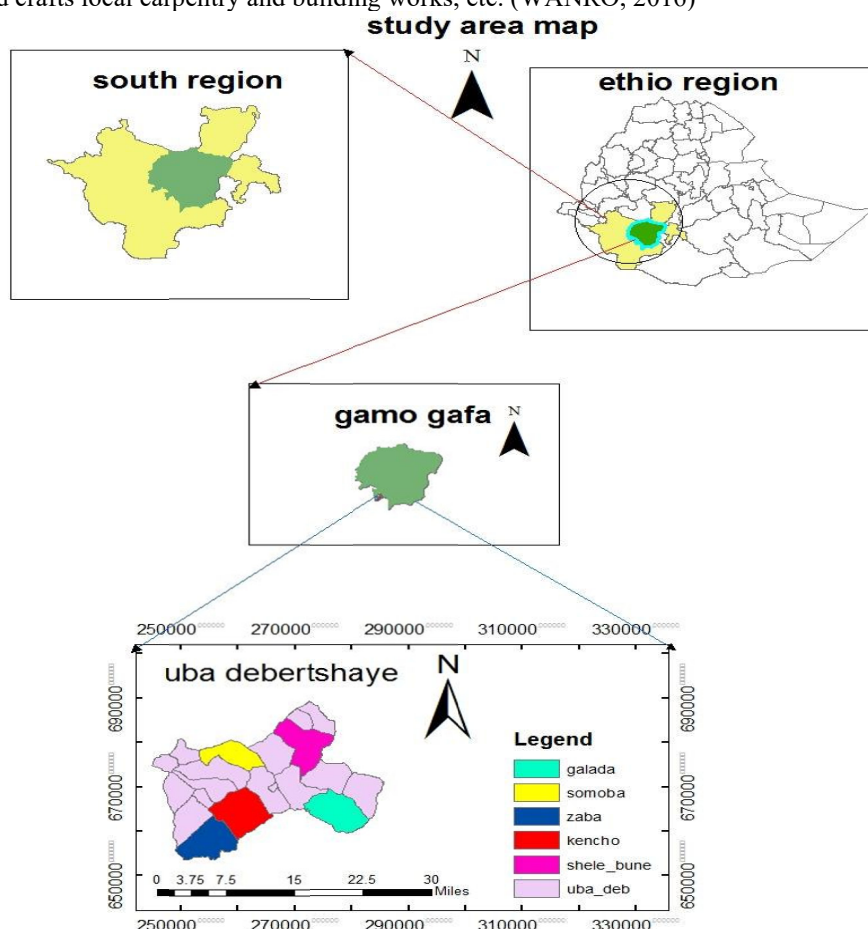 d crafts local carpentry and building works, etc. (WANRO, 2016)
study area map
south region
N
ethio region
gamo gafa
N
250000 270000 290000 310000 330000
uba debertshaye
N
690000
670000
650000
690000
670000
650000
Legend
galada
somoba
zaba
kencho
shele_bune
uba_deb
0 3.75 7.5 15 22.5 30
Miles
250000 270000 290000 310000 330000